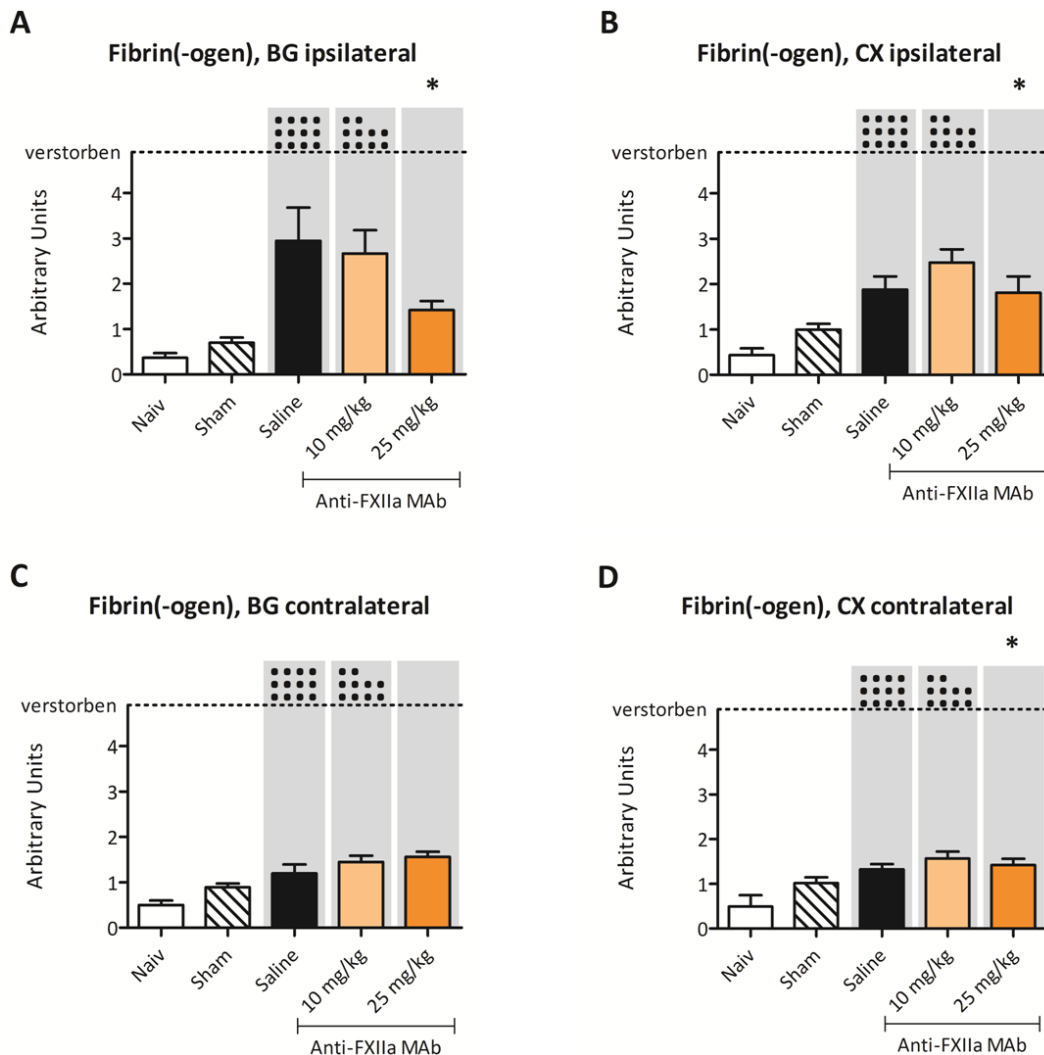 A
Fibrin(-ogen), BG ipsilateral
*
verstorben
4
3
2
1
0
Arbitrary Units
Naiv
Sham
Saline
10 mg/kg
25 mg/kg
Anti-FXIIa MAb
B
Fibrin(-ogen), CX ipsilateral
*
verstorben
4
3
2
1
0
Arbitrary Units
Naiv
Sham
Saline
10 mg/kg
25 mg/kg
Anti-FXIIa MAb
C
Fibrin(-ogen), BG contralateral
verstorben
4
3
2
1
0
Arbitrary Units
Naiv
Sham
Saline
10 mg/kg
25 mg/kg
Anti-FXIIa MAb
D
Fibrin(-ogen), CX contralateral
*
verstorben
4
3
2
1
0
Arbitrary Units
Naiv
Sham
Saline
10 mg/kg
25 mg/kg
Anti-FXIIa MAb